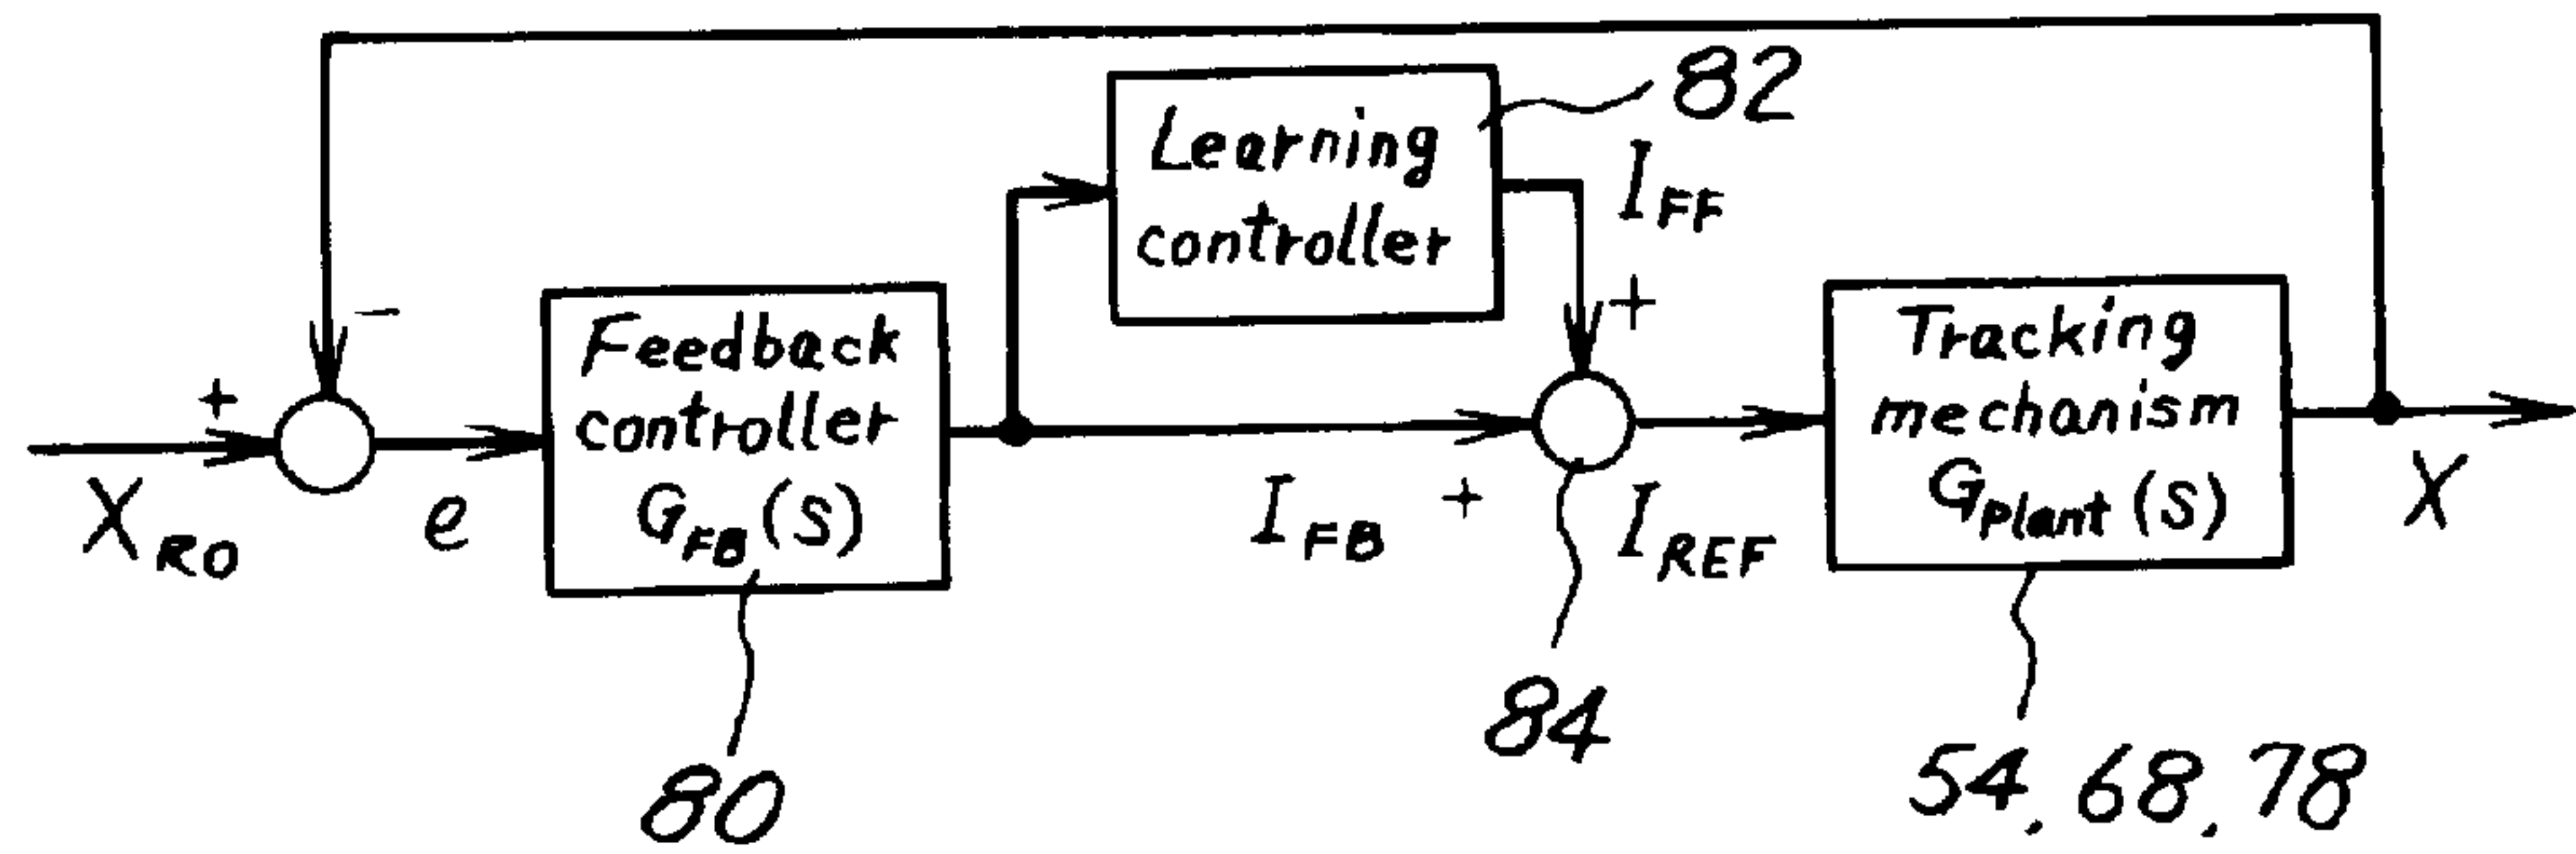 82
Learning
controller
I_FF
+
−
Feedback
controller
G_FB(S)
Tracking
mechanism
G_Plant(S)
+
X_RO
e
I_FB
+
I_REF
X
80
84
54, 68, 78